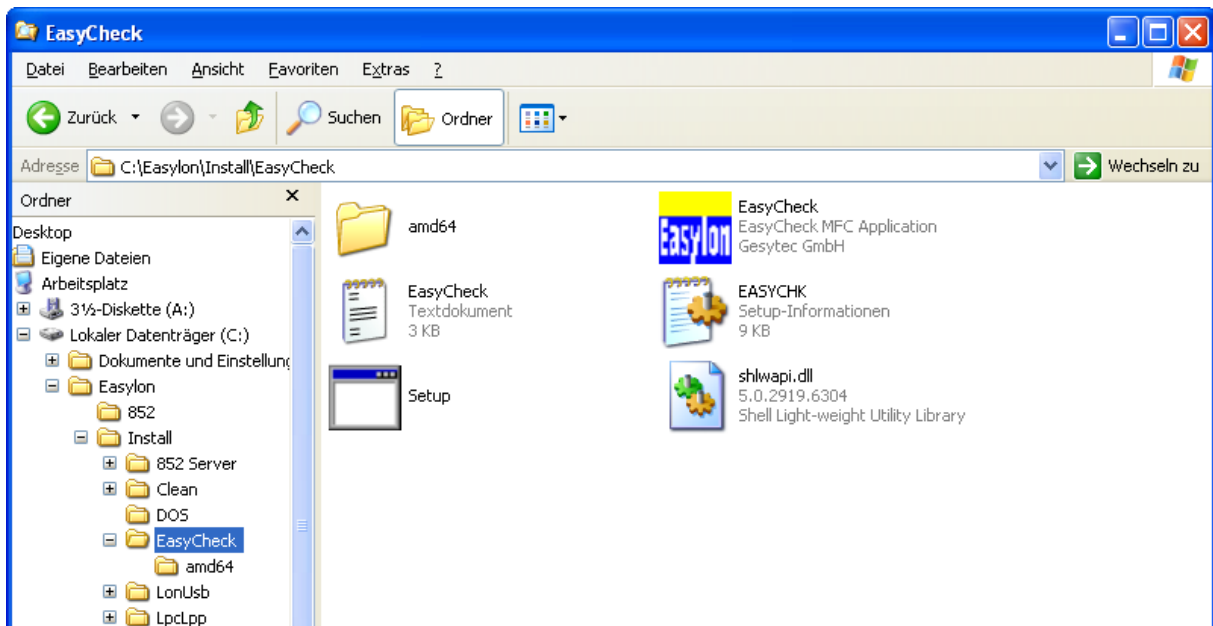 EasyCheck
Datei Bearbeiten Ansicht Favoriten Extras ?
Zurück Suchen Ordner
Adresse C:\Easylon\Install\EasyCheck Wechseln zu
Ordner
Desktop
Eigene Dateien
Arbeitsplatz
3½-Diskette (A:)
Lokaler Datenträger (C:)
Dokumente und Einstellung
Easylon
852
Install
852 Server
Clean
DOS
EasyCheck
amd64
LonUsb
LpcLpp
amd64
Easylon
EasyCheck
EasyCheck MFC Application
Gesytec GmbH
EasyCheck
Textdokument
3 KB
EASYCHK
Setup-Informationen
9 KB
Setup
shlwapi.dll
5.0.2919.6304
Shell Light-weight Utility Library